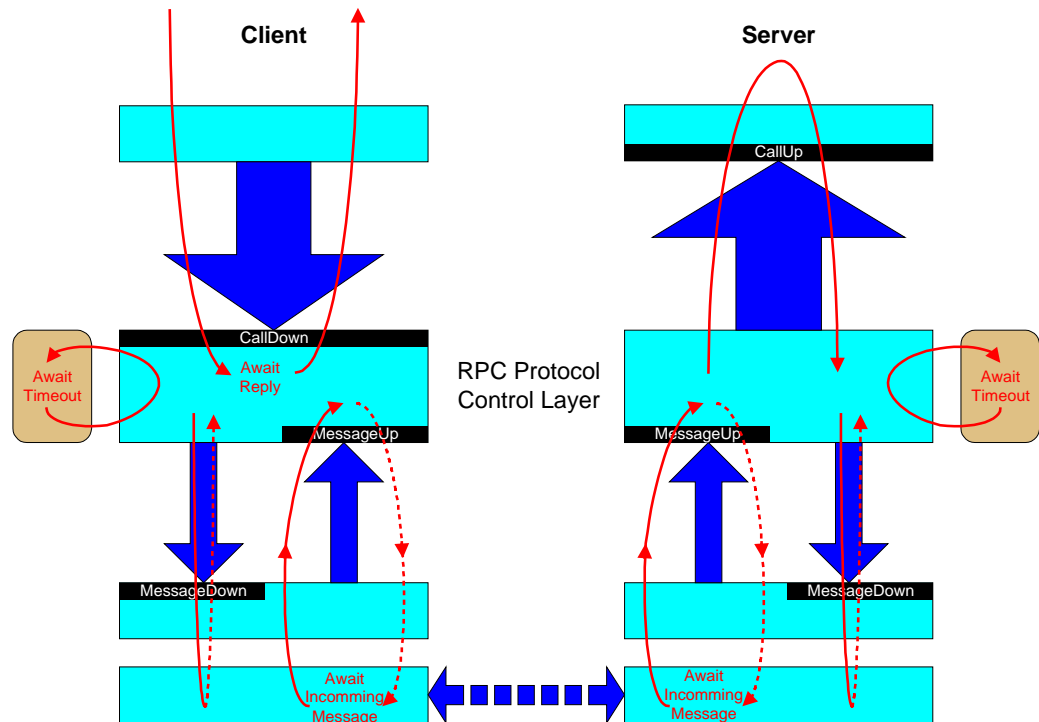 Client
Server
CallUp
CallDown
Await
Timeout
Await
Reply
RPC Protocol
Control Layer
Await
Timeout
MessageUp
MessageUp
MessageDown
MessageDown
Await
Incomming
Message
Await
Incomming
Message